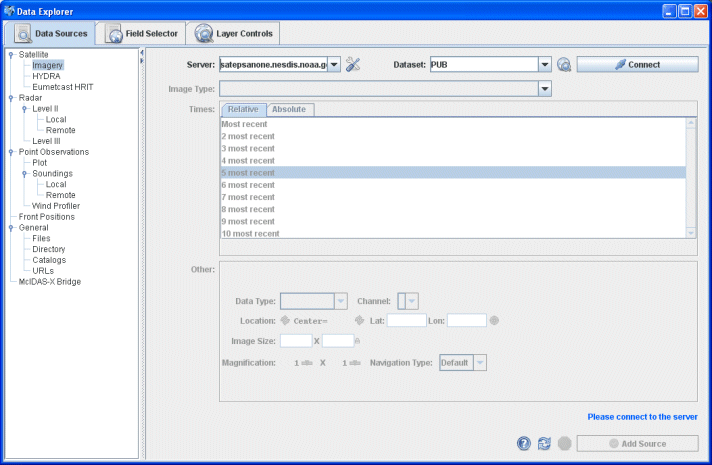 Data Explorer
Data Sources
Field Selector
Layer Controls
Satellite
Imagery
HYDRA
Eumetcast HRIT
Radar
Level II
Local
Remote
Level III
Point Observations
Plot
Soundings
Local
Remote
Wind Profiler
Front Positions
General
Files
Directory
Catalogs
URLs
McIDAS-X Bridge
Server: satepsanone.nesdis.noaa.g Dataset: PUB Connect
Image Type:
Times: Relative Absolute
Most recent
2 most recent
3 most recent
4 most recent
5 most recent
6 most recent
7 most recent
8 most recent
9 most recent
10 most recent
Other:
Data Type: Channel:
Location: Center= Lat: Lon:
Image Size: X
Magnification: 1 X 1 Navigation Type: Default
Please connect to the server
? Add Source